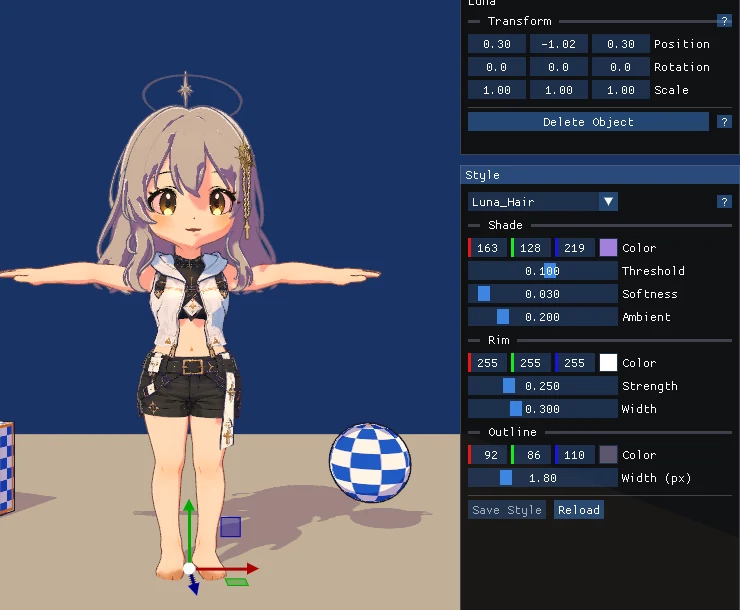 Luna
Transform ?
0.30 -1.02 0.30 Position
0.0 0.0 0.0 Rotation
1.00 1.00 1.00 Scale
Delete Object ?
Style
Luna_Hair ?
Shade
163 128 219 Color
0.100 Threshold
0.030 Softness
0.200 Ambient
Rim
255 255 255 Color
0.250 Strength
0.300 Width
Outline
92 86 110 Color
1.80 Width (px)
Save Style Reload